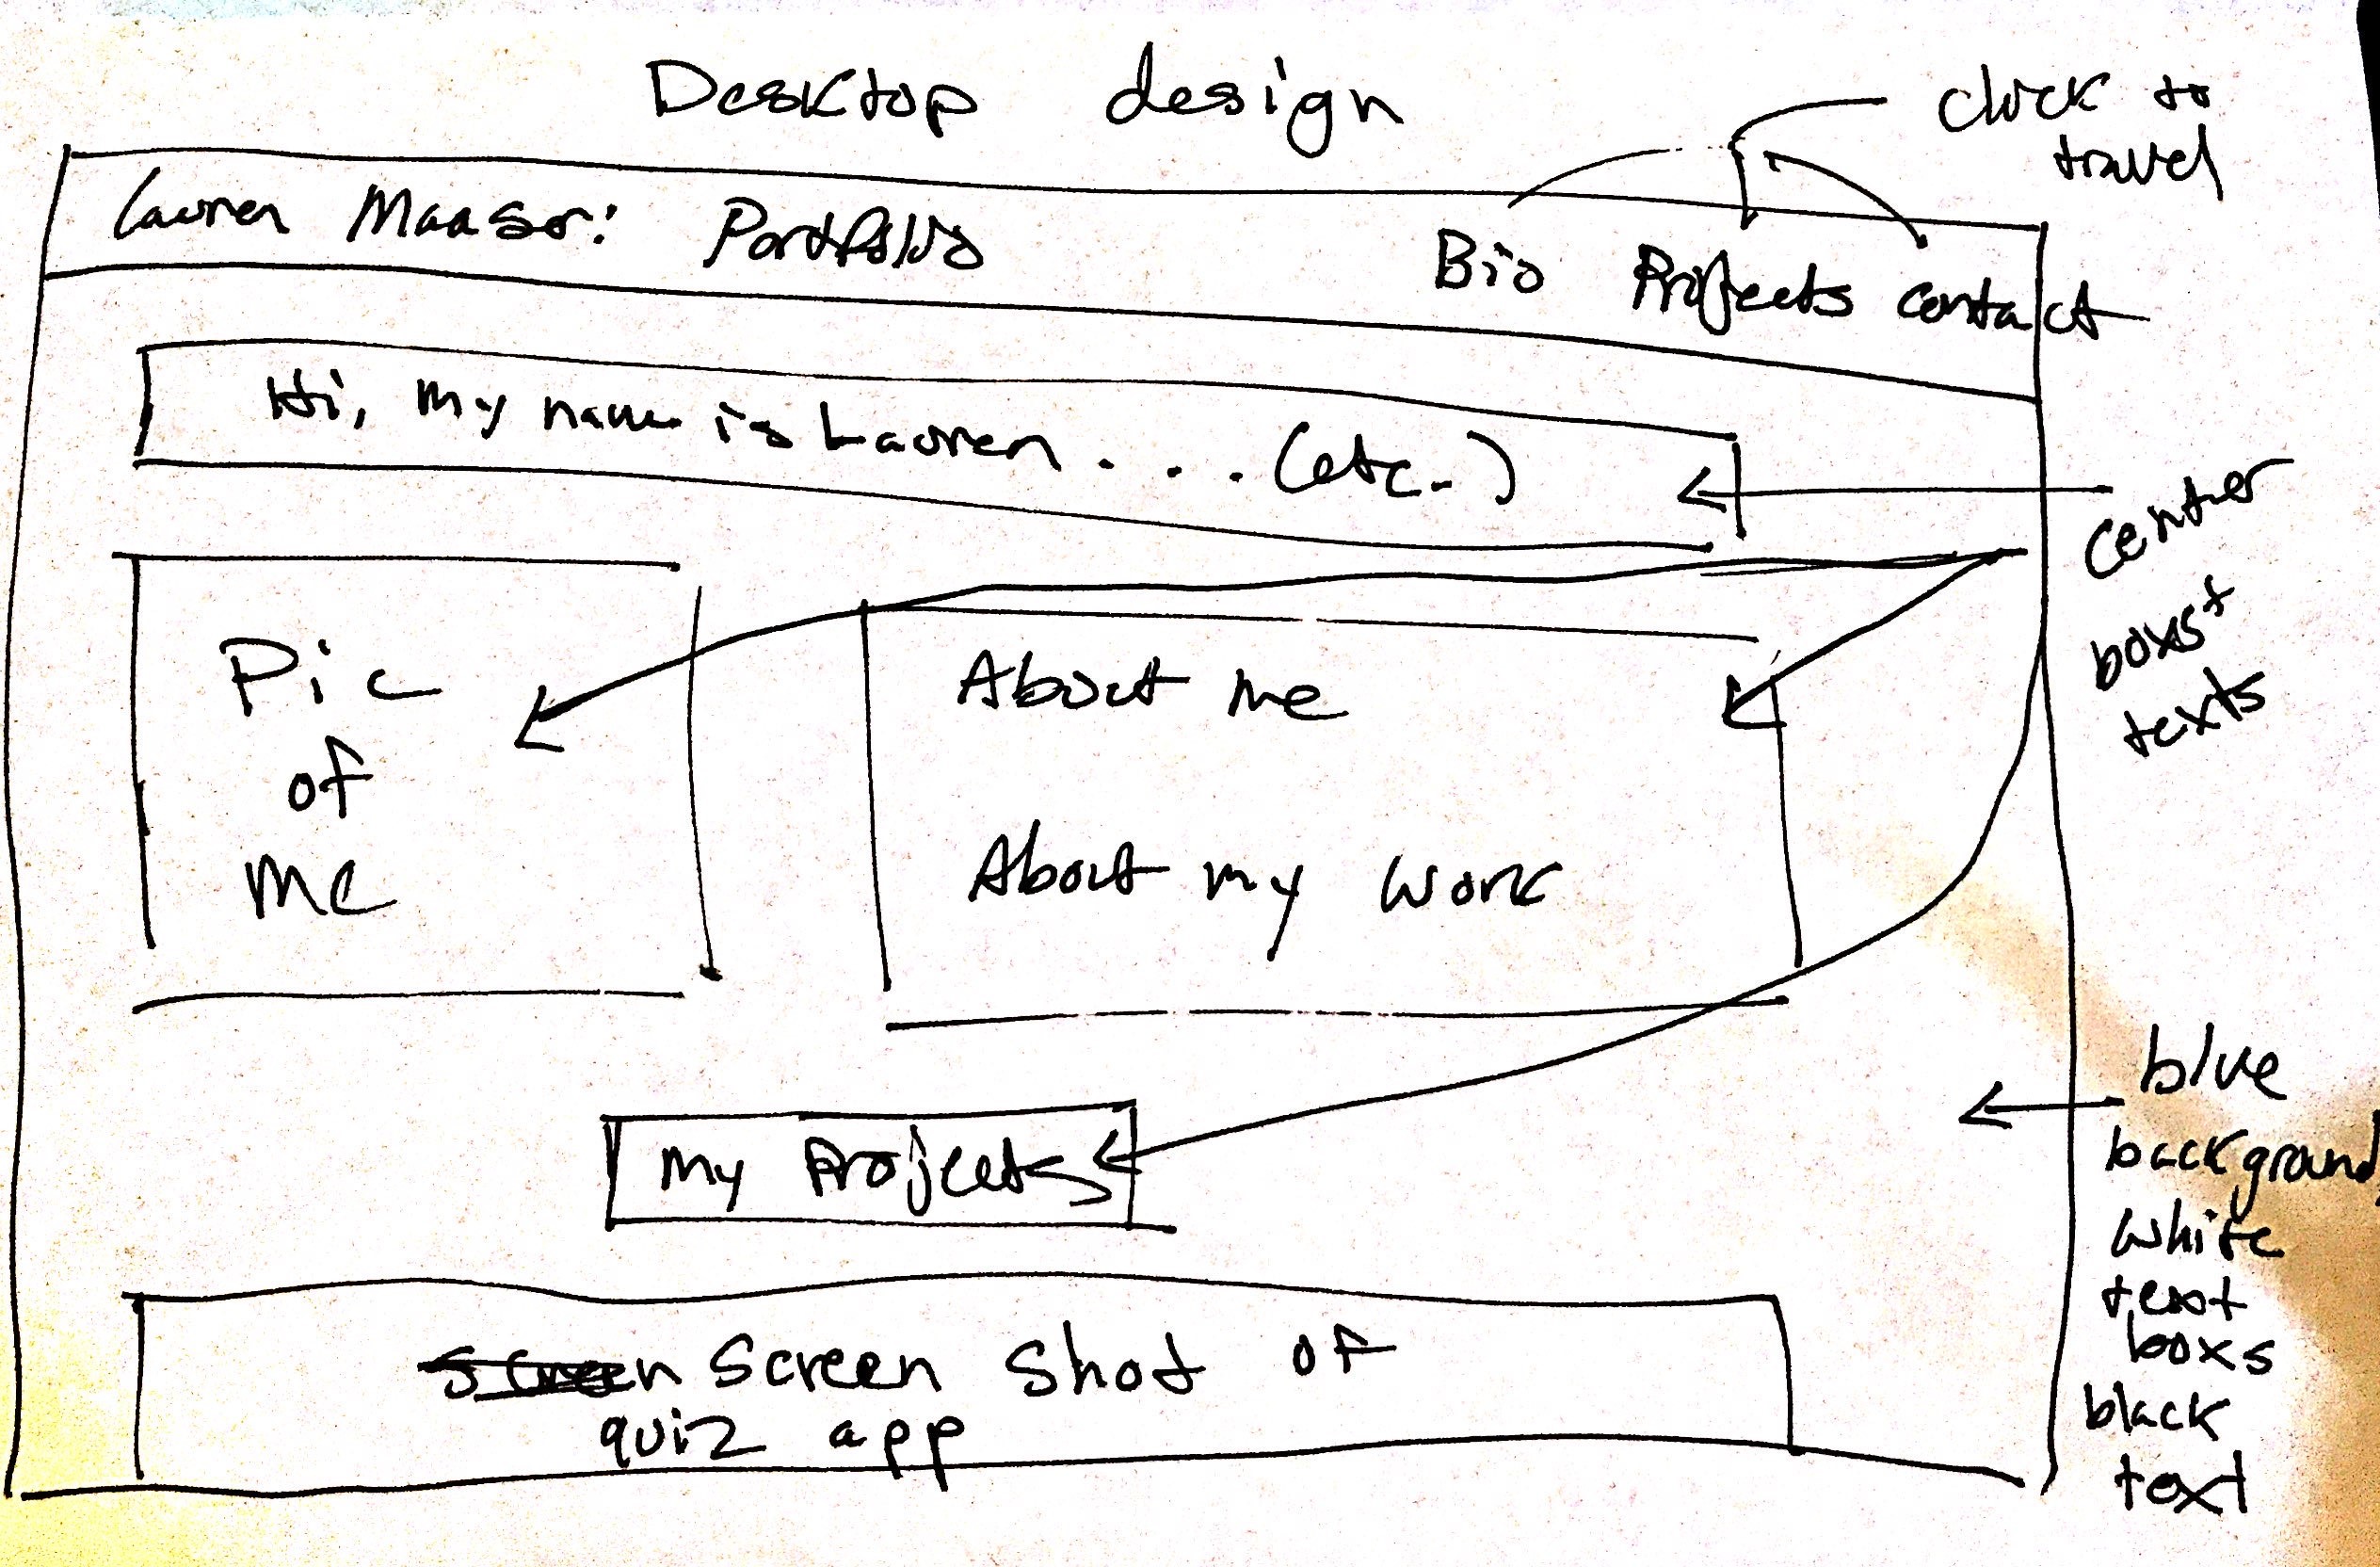 Desktop design
click to
travel
Lauren Maaser: Portfolio
Bio Projects contact
Hi, my name is Lauren . . . (etc.)
center
boxs +
texts
Pic
of
me
About me
About my work
blue
background,
white
text
boxs
black
text
My Projects
Screen shot of
quiz app